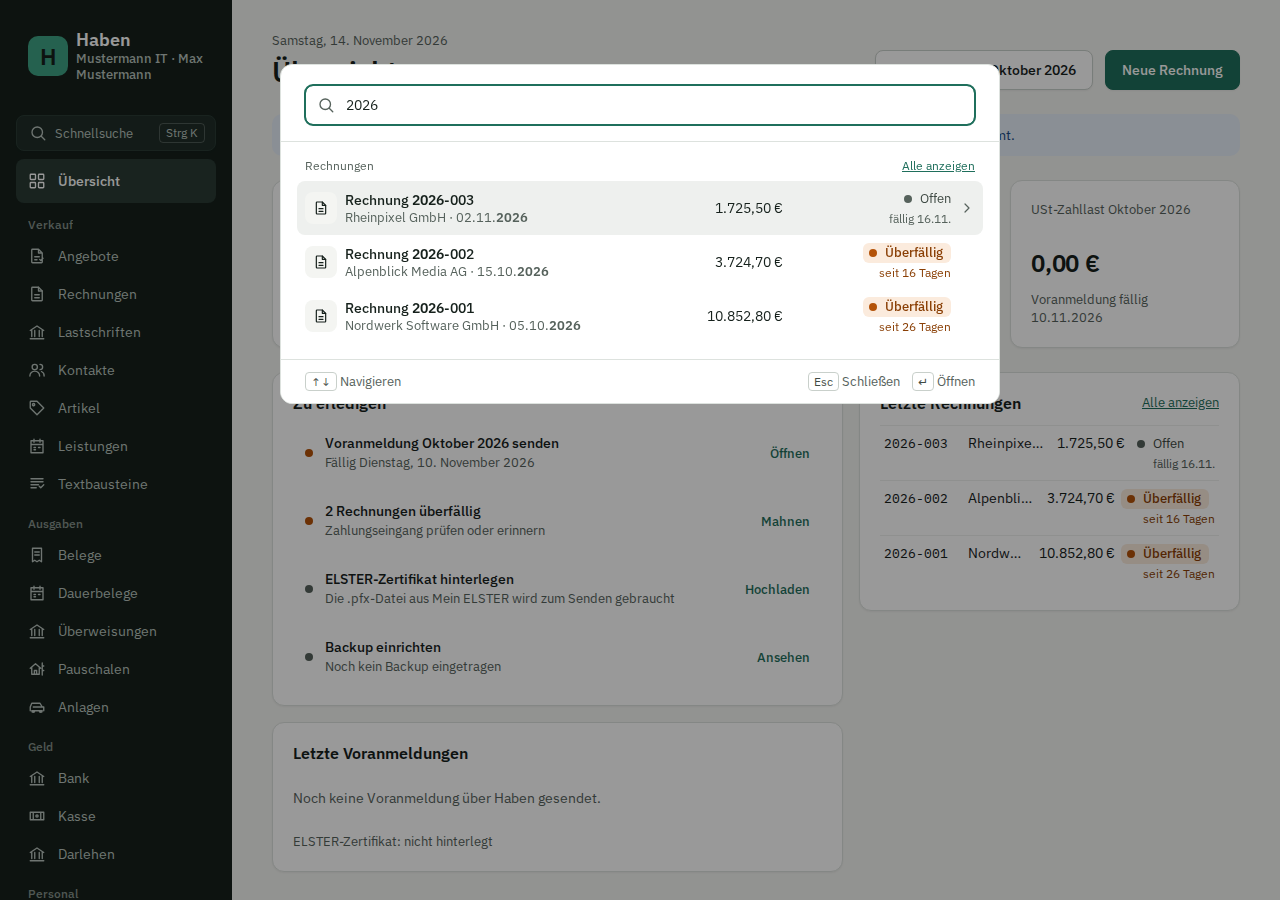 H
Haben
Mustermann IT · Max
Mustermann
Schnellsuche
Strg K
Übersicht
Verkauf
Angebote
Rechnungen
Lastschriften
Kontakte
Artikel
Leistungen
Textbausteine
Ausgaben
Belege
Dauerbelege
Überweisungen
Pauschalen
Anlagen
Geld
Bank
Kasse
Darlehen
Personal
Samstag, 14. November 2026
Oktober 2026
Neue Rechnung
2026
Rechnungen
Alle anzeigen
Rechnung 2026-003
Rheinpixel GmbH · 02.11.2026
1.725,50 €
Offen
fällig 16.11.
Rechnung 2026-002
Alpenblick Media AG · 15.10.2026
3.724,70 €
Überfällig
seit 16 Tagen
Rechnung 2026-001
Nordwerk Software GmbH · 05.10.2026
10.852,80 €
Überfällig
seit 26 Tagen
↑↓ Navigieren
Esc Schließen
↵ Öffnen
USt-Zahllast Oktober 2026
0,00 €
Voranmeldung fällig
10.11.2026
Zu erledigen
Voranmeldung Oktober 2026 senden
Fällig Dienstag, 10. November 2026
Öffnen
2 Rechnungen überfällig
Zahlungseingang prüfen oder erinnern
Mahnen
ELSTER-Zertifikat hinterlegen
Die .pfx-Datei aus Mein ELSTER wird zum Senden gebraucht
Hochladen
Backup einrichten
Noch kein Backup eingetragen
Ansehen
Letzte Rechnungen
Alle anzeigen
2026-003 Rheinpixe… 1.725,50 € Offen
fällig 16.11.
2026-002 Alpenbli… 3.724,70 € Überfällig
seit 16 Tagen
2026-001 Nordw… 10.852,80 € Überfällig
seit 26 Tagen
Letzte Voranmeldungen
Noch keine Voranmeldung über Haben gesendet.
ELSTER-Zertifikat: nicht hinterlegt